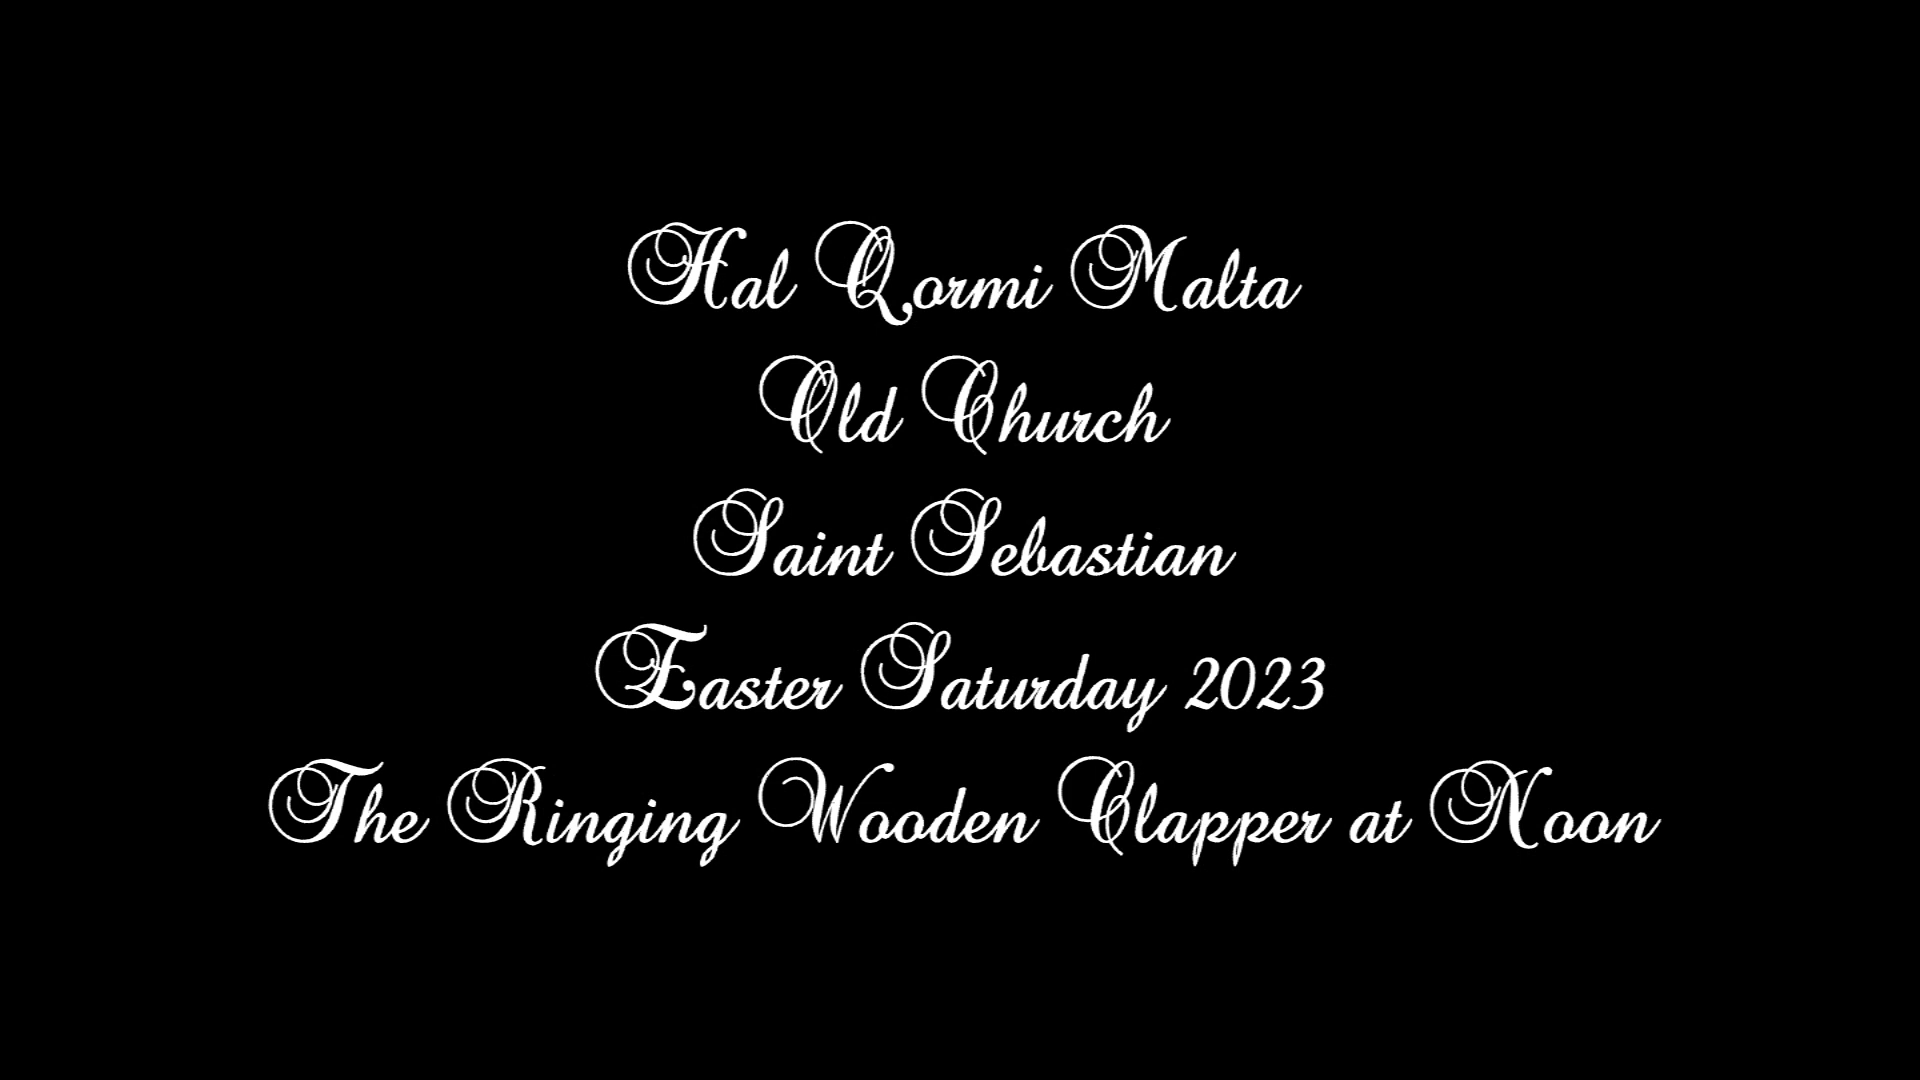 Hal Qormi Malta
Old Church
Saint Sebastian
Easter Saturday 2023
The Ringing Wooden Clapper at Noon